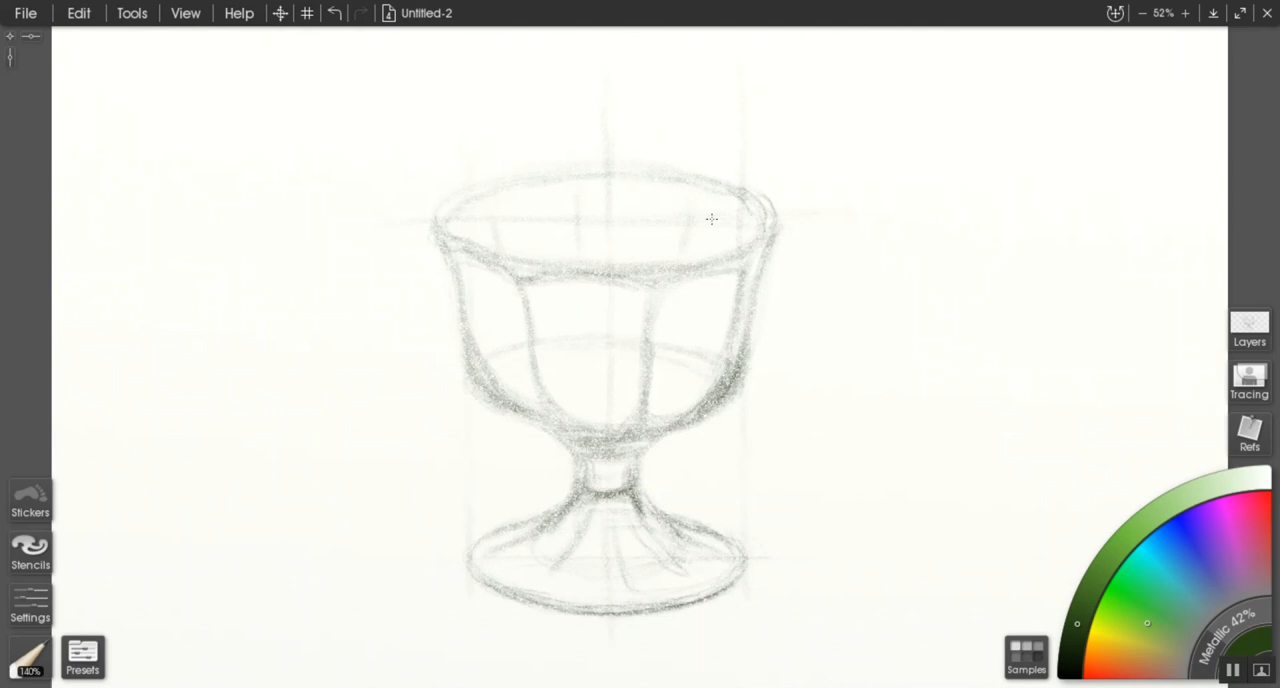 File Edit Tools View Help 4 Untitled-2 52%
Layers
Tracing
Refs
Stickers
Stencils
Settings
140%
Presets
Samples
Metallic 42%